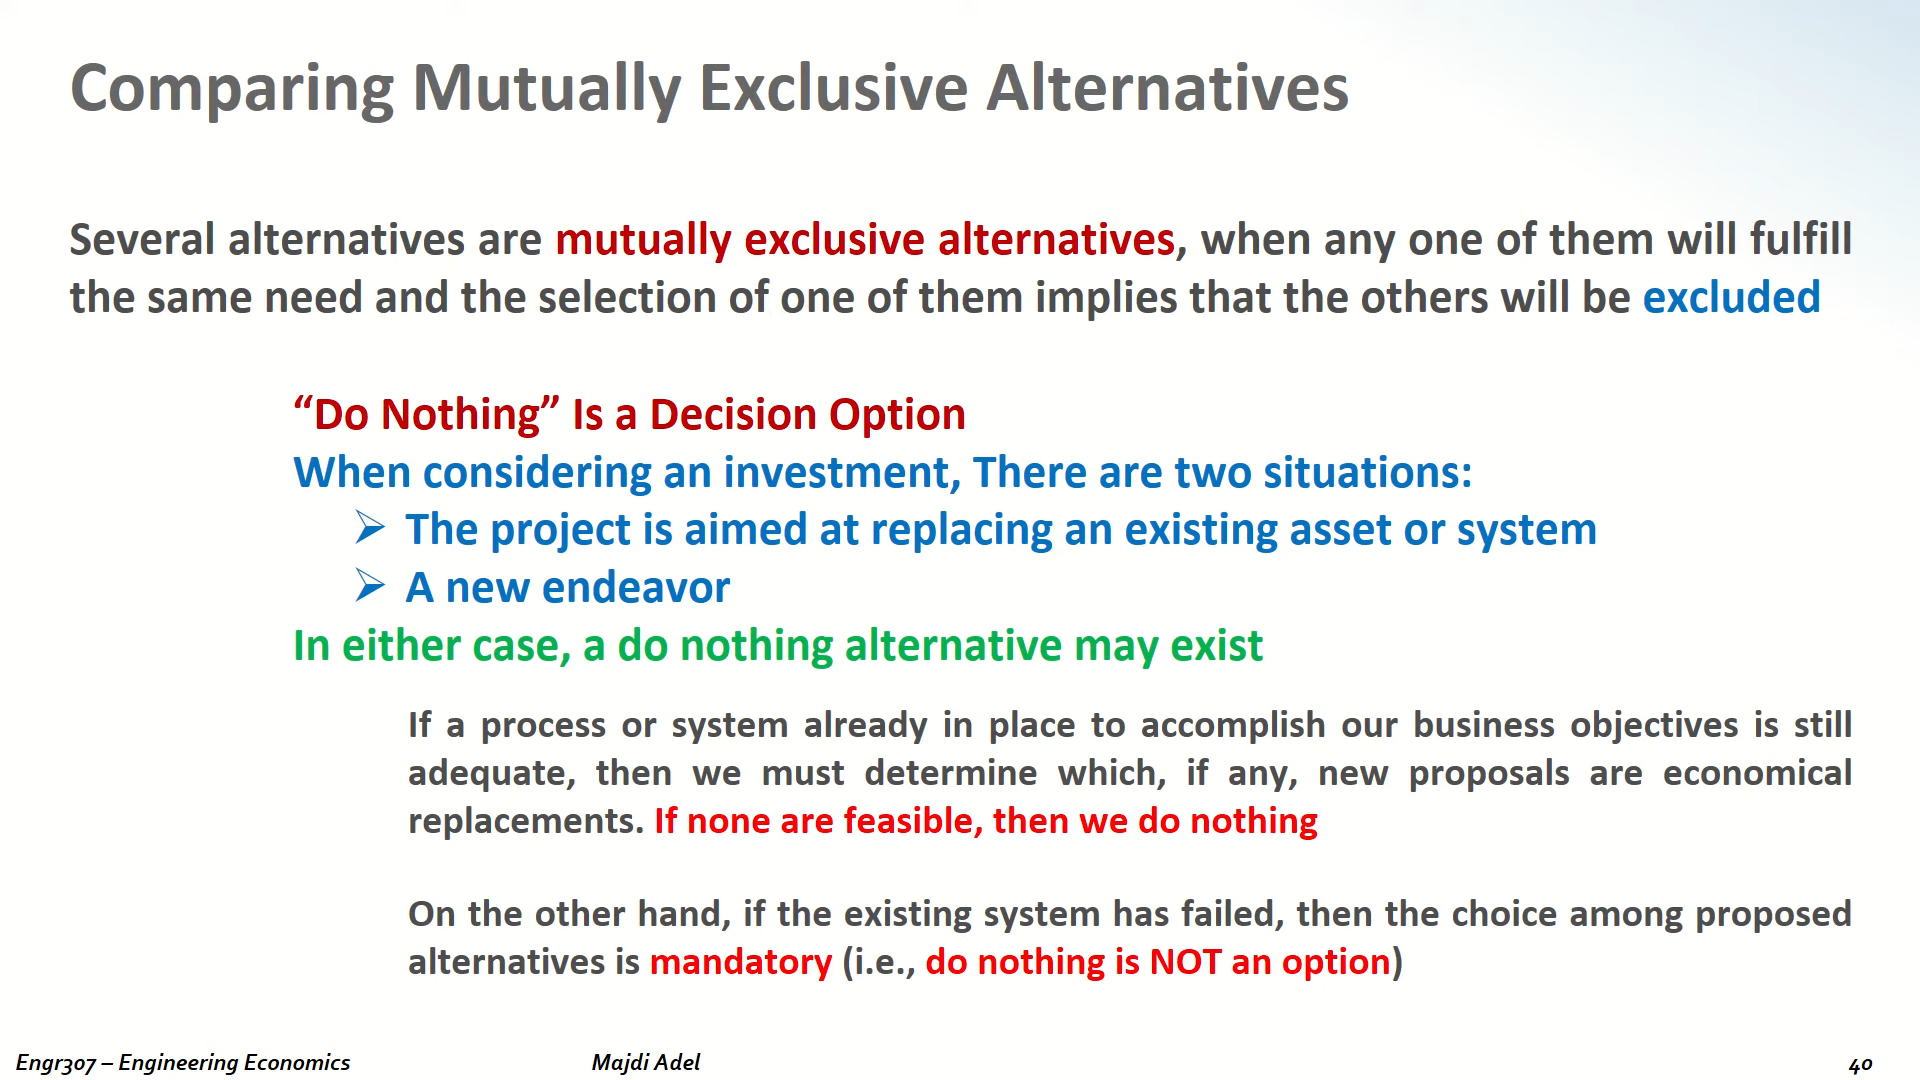 Comparing Mutually Exclusive Alternatives
Several alternatives are mutually exclusive alternatives, when any one of them will fulfill
the same need and the selection of one of them implies that the others will be excluded
“Do Nothing” Is a Decision Option
When considering an investment, There are two situations:
➢ The project is aimed at replacing an existing asset or system
➢ A new endeavor
In either case, a do nothing alternative may exist
If a process or system already in place to accomplish our business objectives is still
adequate, then we must determine which, if any, new proposals are economical
replacements. If none are feasible, then we do nothing
On the other hand, if the existing system has failed, then the choice among proposed
alternatives is mandatory (i.e., do nothing is NOT an option)
Engr307 – Engineering Economics Majdi Adel 40